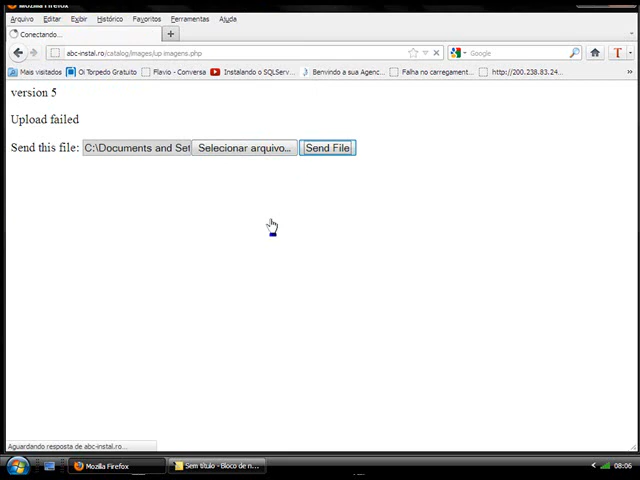 Mozilla Firefox
Arquivo Editar Exibir Histórico Favoritos Ferramentas Ajuda
Conectando...
abc-instal.ro/catalog/images/up-imagens.php Google
Mais visitados Oi Torpedo Gratuito Flavio - Conversa Instalando o SQLServ... Benvindo a sua Agenc... Falha no carregament... http://200.238.83.24...
version 5
Upload failed
Send this file: C:\Documents and Set Selecionar arquivo... Send File
Aguardando resposta de abc-instal.ro...
Mozilla Firefox Sem título - Bloco de n... 08:06